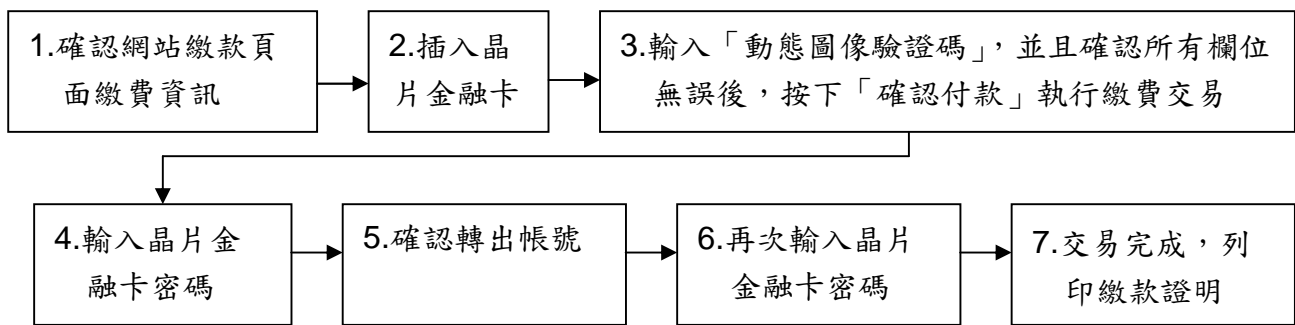 1.確認網站繳款頁
面繳費資訊
2.插入晶
片金融卡
3.輸入「動態圖像驗證碼」，並且確認所有欄位
無誤後，按下「確認付款」執行繳費交易
4.輸入晶片金
融卡密碼
5.確認轉出帳號
6.再次輸入晶片
金融卡密碼
7.交易完成，列
印繳款證明